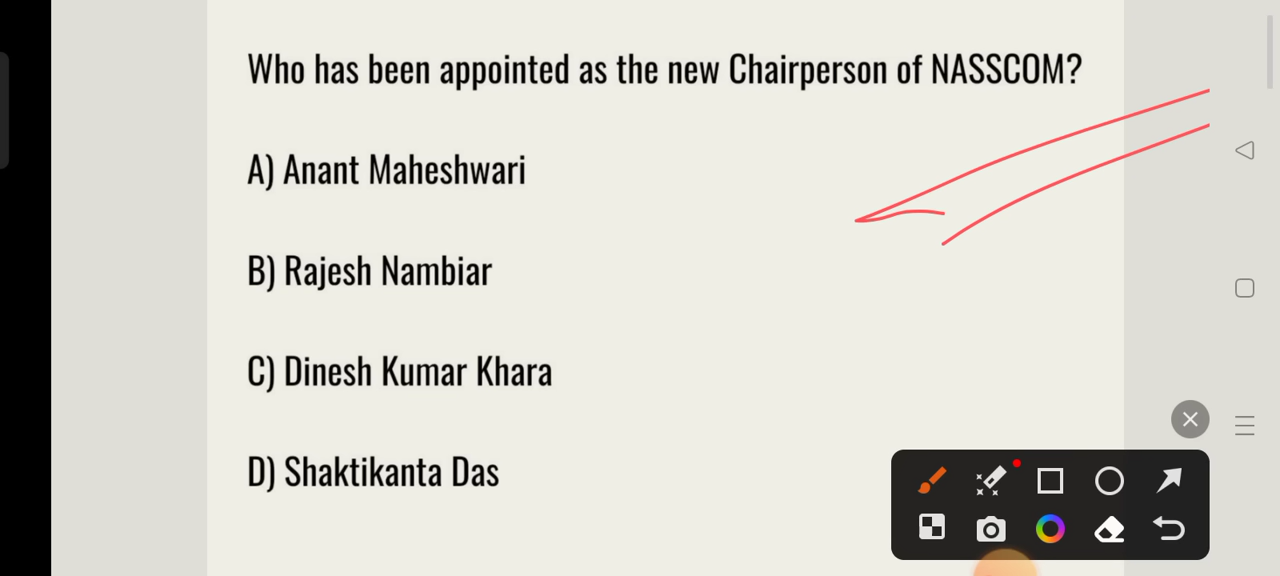 Who has been appointed as the new Chairperson of NASSCOM?
A) Anant Maheshwari
B) Rajesh Nambiar
C) Dinesh Kumar Khara
D) Shaktikanta Das